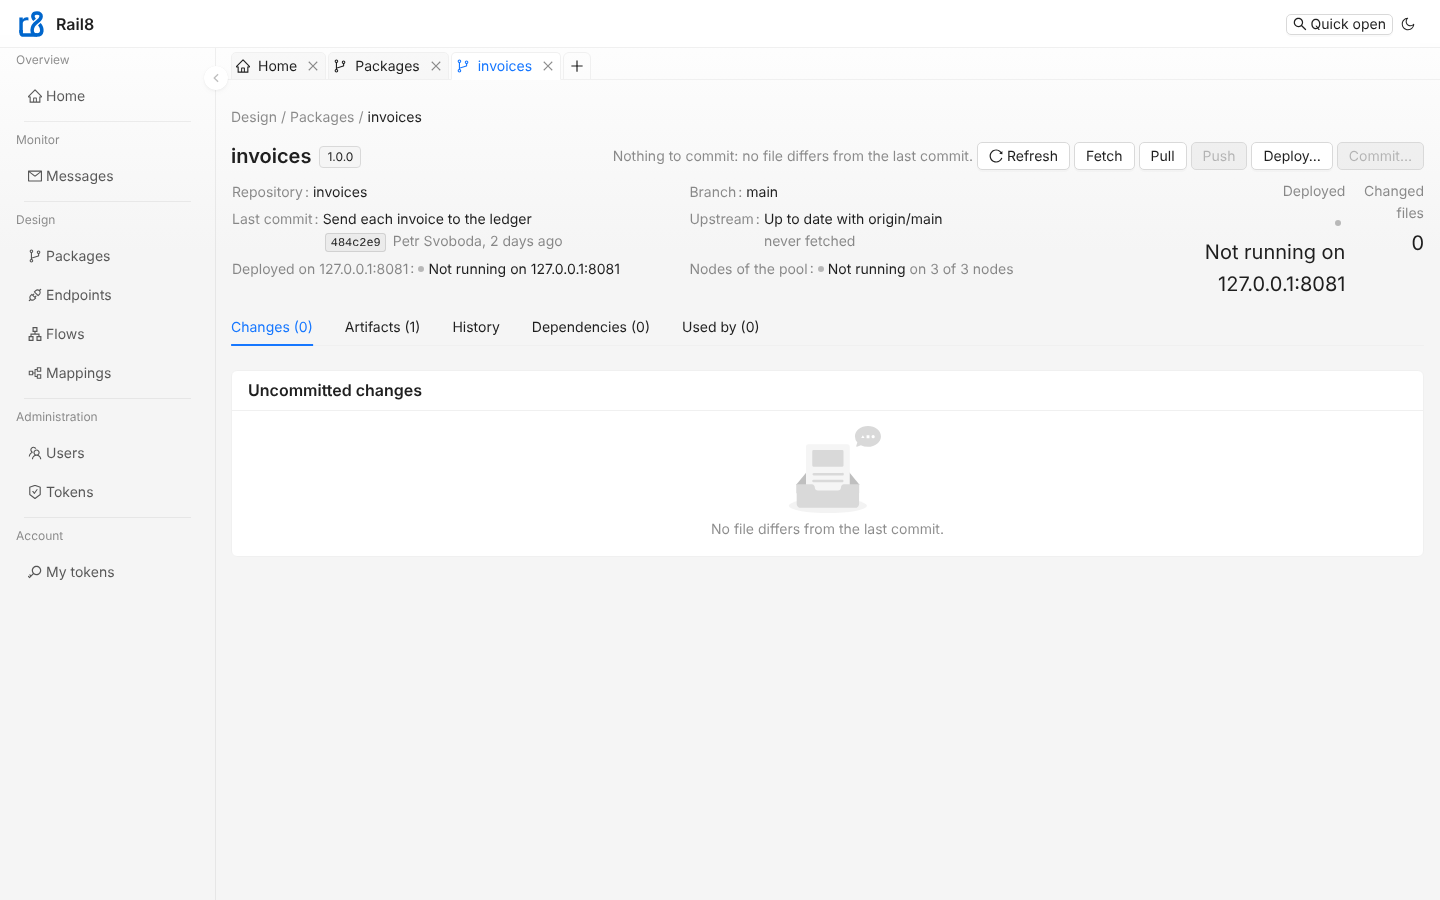 Rail8
Quick open
Overview
Home
Monitor
Messages
Design
Packages
Endpoints
Flows
Mappings
Administration
Users
Tokens
Account
My tokens
Home
Packages
invoices
Design / Packages / invoices
invoices 1.0.0
Nothing to commit: no file differs from the last commit. Refresh Fetch Pull Push Deploy... Commit...
Repository: invoices
Branch: main
Last commit: Send each invoice to the ledger
484c2e9 Petr Svoboda, 2 days ago
Upstream: Up to date with origin/main
never fetched
Deployed on 127.0.0.1:8081: Not running on 127.0.0.1:8081
Nodes of the pool: Not running on 3 of 3 nodes
Deployed
Not running on
127.0.0.1:8081
Changed
files
0
Changes (0) Artifacts (1) History Dependencies (0) Used by (0)
Uncommitted changes
No file differs from the last commit.